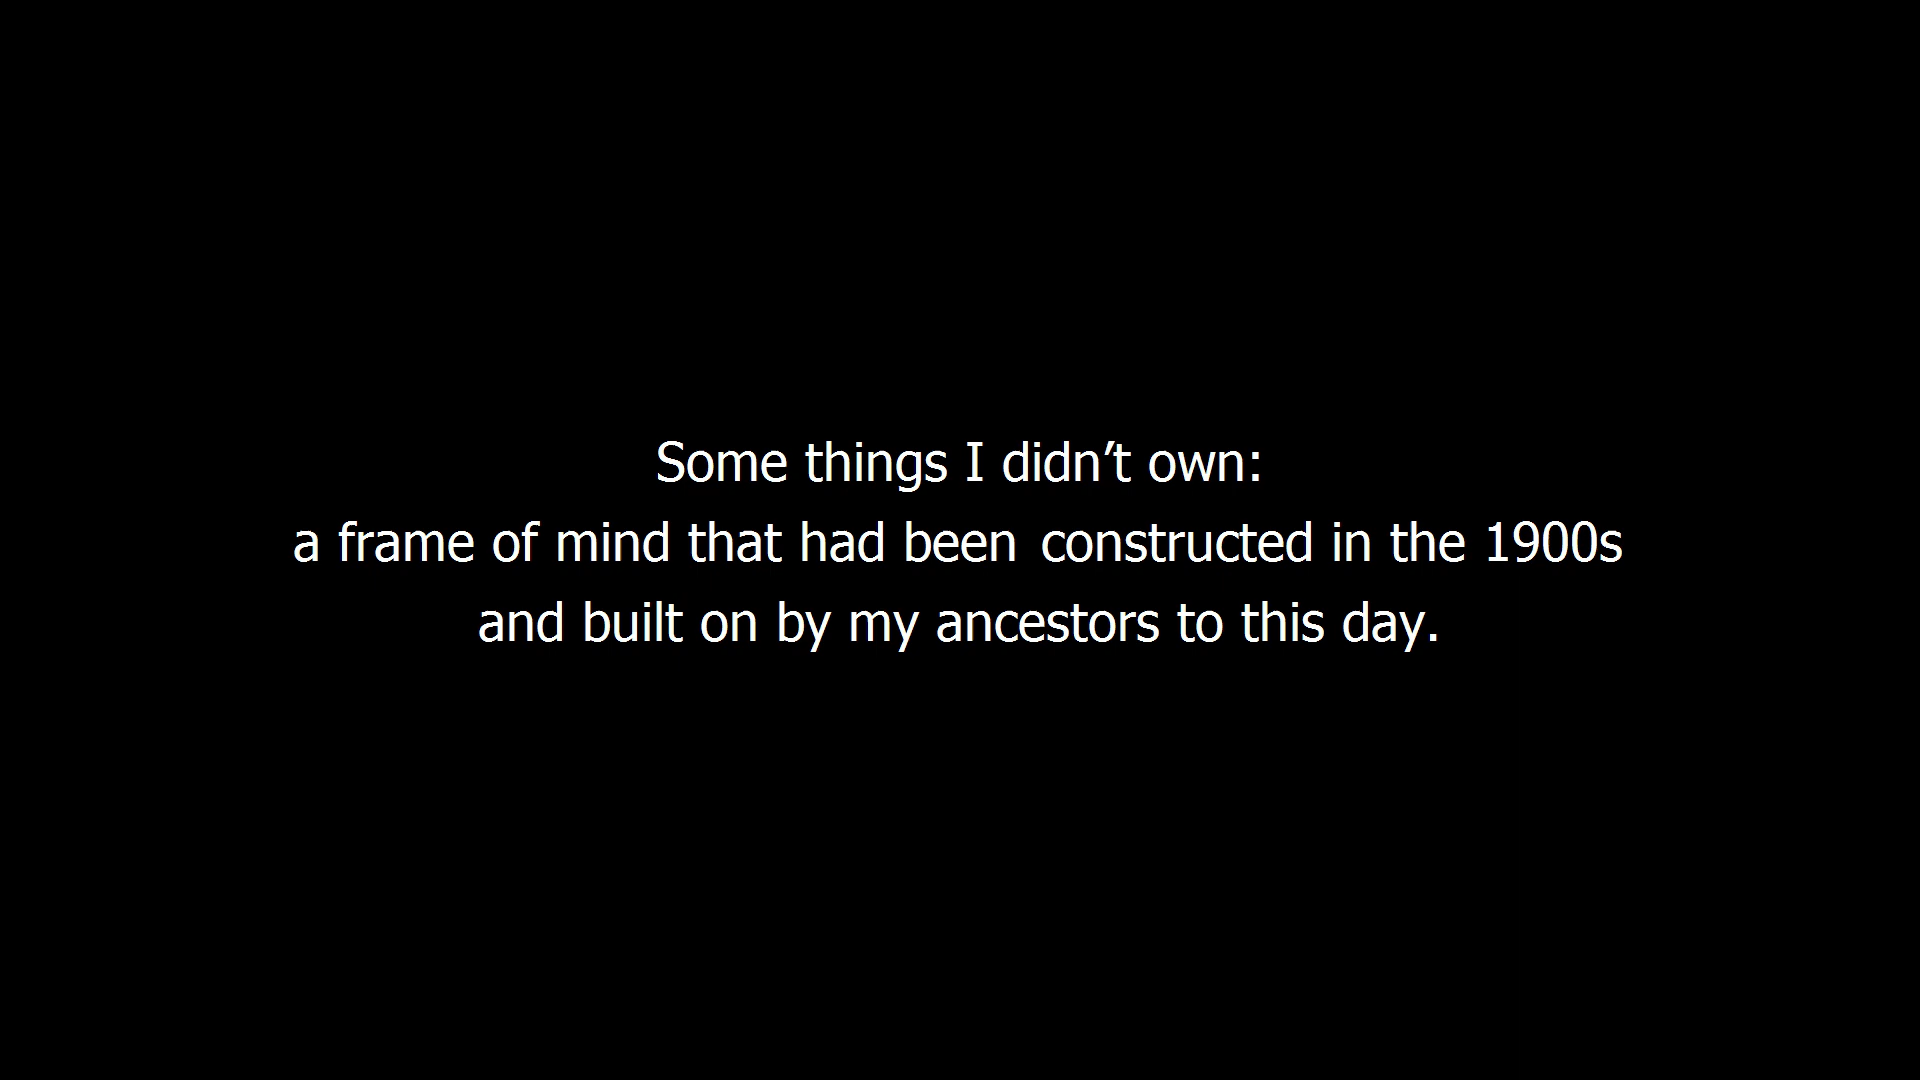 Some things I didn’t own:
a frame of mind that had been constructed in the 1900s
and built on by my ancestors to this day.